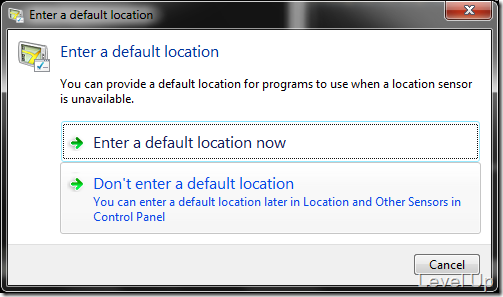 Enter a default location
Enter a default location
You can provide a default location for programs to use when a location sensor
is unavailable.
Enter a default location now
Don't enter a default location
You can enter a default location later in Location and Other Sensors in
Control Panel
Cancel
Level Up